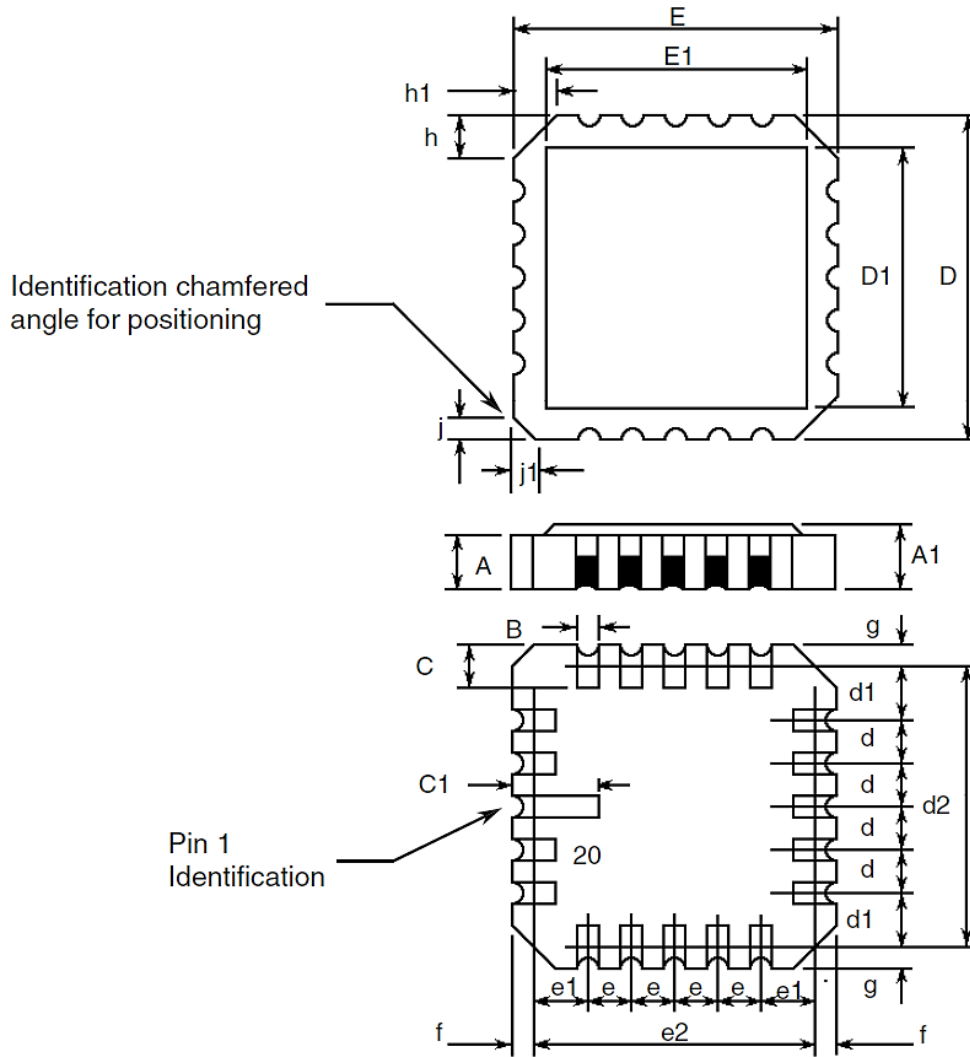 E
E1
h1
h
Identification chamfered
angle for positioning
D1
D
j
j1
A
A1
B
g
C
d1
d
C1
d
d2
Pin 1
Identification
20
d
d
d1
e1 e e e e e1
g
f
e2
f